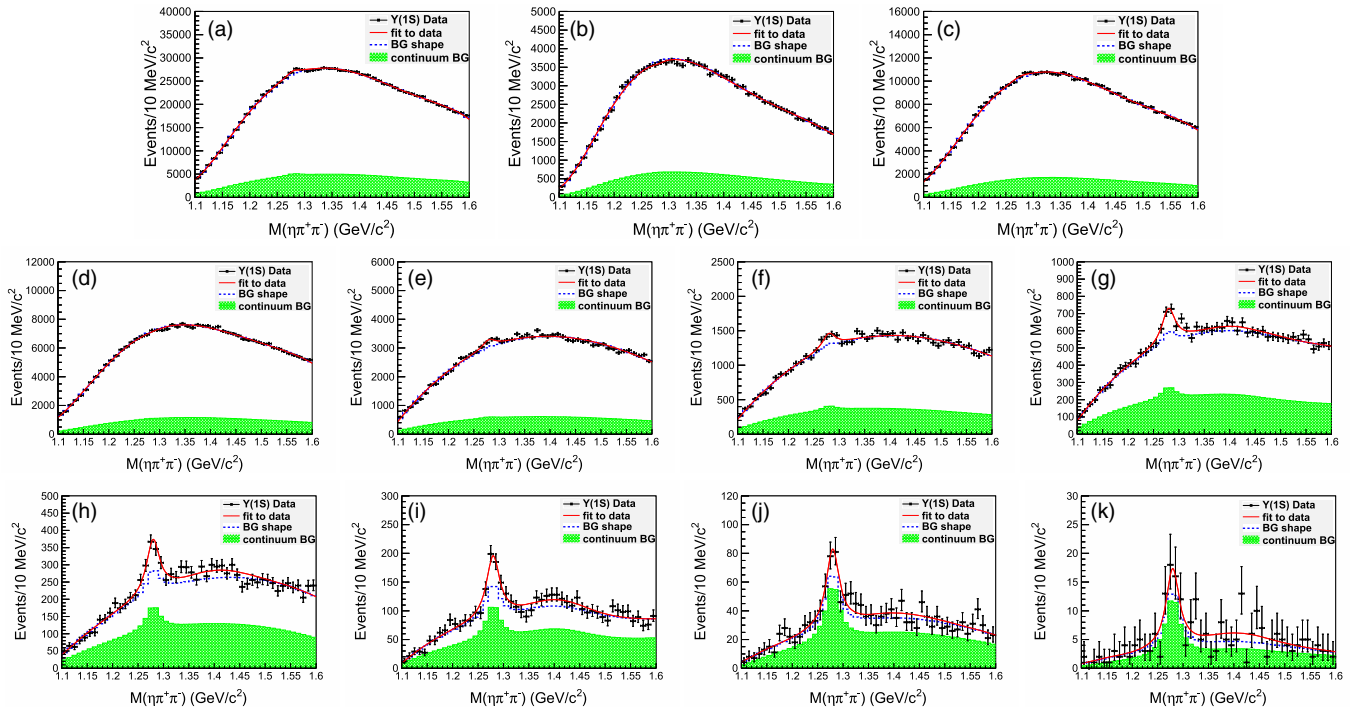 (a)
Y(1S) Data
fit to data
BG shape
continuum BG
Events/10 MeV/c²
40000
35000
30000
25000
20000
15000
10000
5000
0
1.1 1.15 1.2 1.25 1.3 1.35 1.4 1.45 1.5 1.55 1.6
M(ηπ⁺π⁻) (GeV/c²)
(b)
Y(1S) Data
fit to data
BG shape
continuum BG
Events/10 MeV/c²
5000
4500
4000
3500
3000
2500
2000
1500
1000
500
0
1.1 1.15 1.2 1.25 1.3 1.35 1.4 1.45 1.5 1.55 1.6
M(ηπ⁺π⁻) (GeV/c²)
(c)
Y(1S) Data
fit to data
BG shape
continuum BG
Events/10 MeV/c²
16000
14000
12000
10000
8000
6000
4000
2000
0
1.1 1.15 1.2 1.25 1.3 1.35 1.4 1.45 1.5 1.55 1.6
M(ηπ⁺π⁻) (GeV/c²)
(d)
Y(1S) Data
fit to data
BG shape
continuum BG
Events/10 MeV/c²
12000
10000
8000
6000
4000
2000
0
1.1 1.15 1.2 1.25 1.3 1.35 1.4 1.45 1.5 1.55 1.6
M(ηπ⁺π⁻) (GeV/c²)
(e)
Y(1S) Data
fit to data
BG shape
continuum BG
Events/10 MeV/c²
6000
5000
4000
3000
2000
1000
0
1.1 1.15 1.2 1.25 1.3 1.35 1.4 1.45 1.5 1.55 1.6
M(ηπ⁺π⁻) (GeV/c²)
(f)
Y(1S) Data
fit to data
BG shape
continuum BG
Events/10 MeV/c²
2500
2000
1500
1000
500
0
1.1 1.15 1.2 1.25 1.3 1.35 1.4 1.45 1.5 1.55 1.6
M(ηπ⁺π⁻) (GeV/c²)
(g)
Y(1S) Data
fit to data
BG shape
continuum BG
Events/10 MeV/c²
1000
900
800
700
600
500
400
300
200
100
0
1.1 1.15 1.2 1.25 1.3 1.35 1.4 1.45 1.5 1.55 1.6
M(ηπ⁺π⁻) (GeV/c²)
(h)
Y(1S) Data
fit to data
BG shape
continuum BG
Events/10 MeV/c²
500
450
400
350
300
250
200
150
100
50
0
1.1 1.15 1.2 1.25 1.3 1.35 1.4 1.45 1.5 1.55 1.6
M(ηπ⁺π⁻) (GeV/c²)
(i)
Y(1S) Data
fit to data
BG shape
continuum BG
Events/10 MeV/c²
300
250
200
150
100
50
0
1.1 1.15 1.2 1.25 1.3 1.35 1.4 1.45 1.5 1.55 1.6
M(ηπ⁺π⁻) (GeV/c²)
(j)
Y(1S) Data
fit to data
BG shape
continuum BG
Events/10 MeV/c²
120
100
80
60
40
20
0
1.1 1.15 1.2 1.25 1.3 1.35 1.4 1.45 1.5 1.55 1.6
M(ηπ⁺π⁻) (GeV/c²)
(k)
Y(1S) Data
fit to data
BG shape
continuum BG
Events/10 MeV/c²
30
25
20
15
10
5
0
1.1 1.15 1.2 1.25 1.3 1.35 1.4 1.45 1.5 1.55 1.6
M(ηπ⁺π⁻) (GeV/c²)